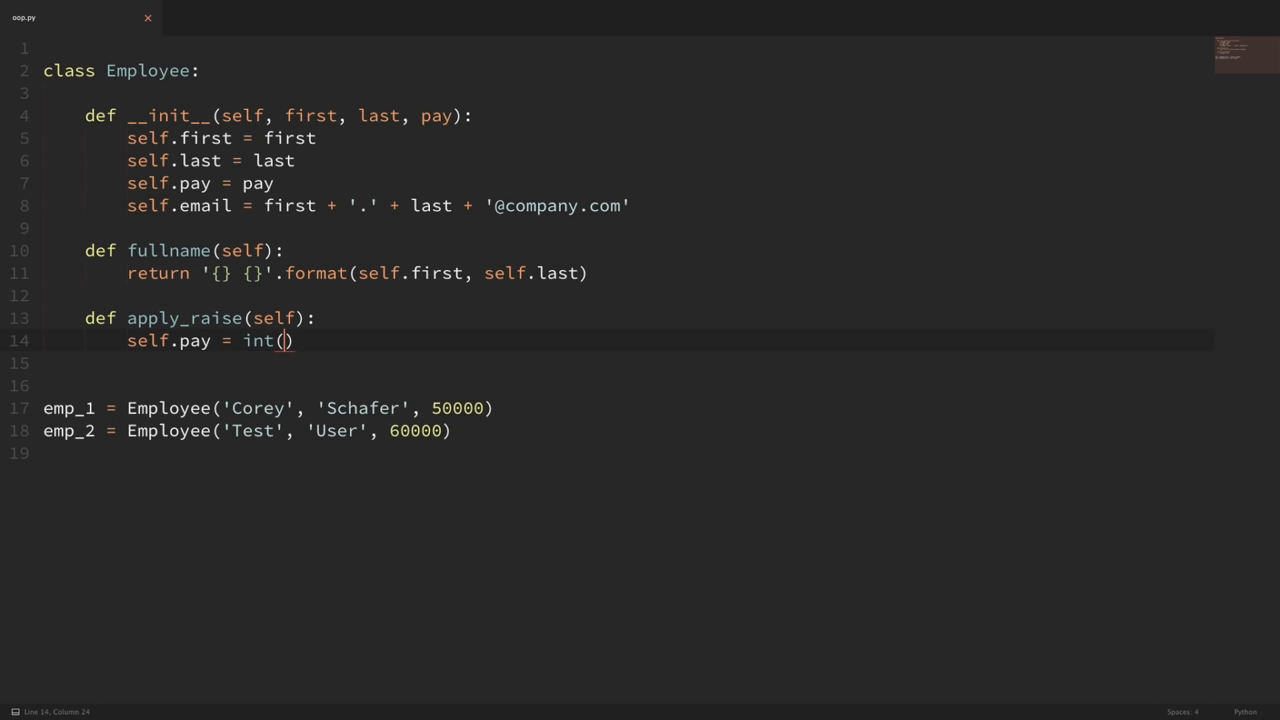 oop.py
1
2 class Employee:
3
4     def __init__(self, first, last, pay):
5         self.first = first
6         self.last = last
7         self.pay = pay
8         self.email = first + '.' + last + '@company.com'
9
10     def fullname(self):
11         return '{} {}'.format(self.first, self.last)
12
13     def apply_raise(self):
14         self.pay = int()
15
16
17 emp_1 = Employee('Corey', 'Schafer', 50000)
18 emp_2 = Employee('Test', 'User', 60000)
19
Line 14, Column 24 Spaces: 4 Python